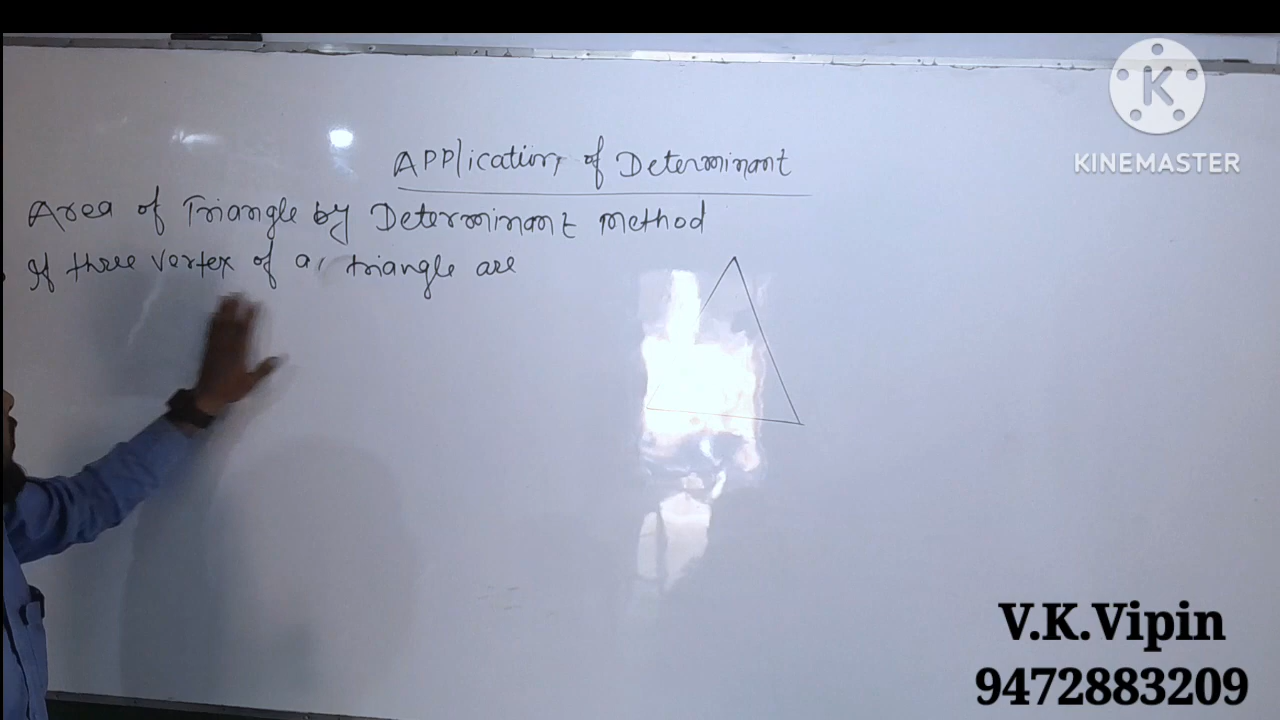 Application of Determinant
Area of Triangle by Determinant method
If three vertex of a triangle are
KINEMASTER
V.K.Vipin
9472883209